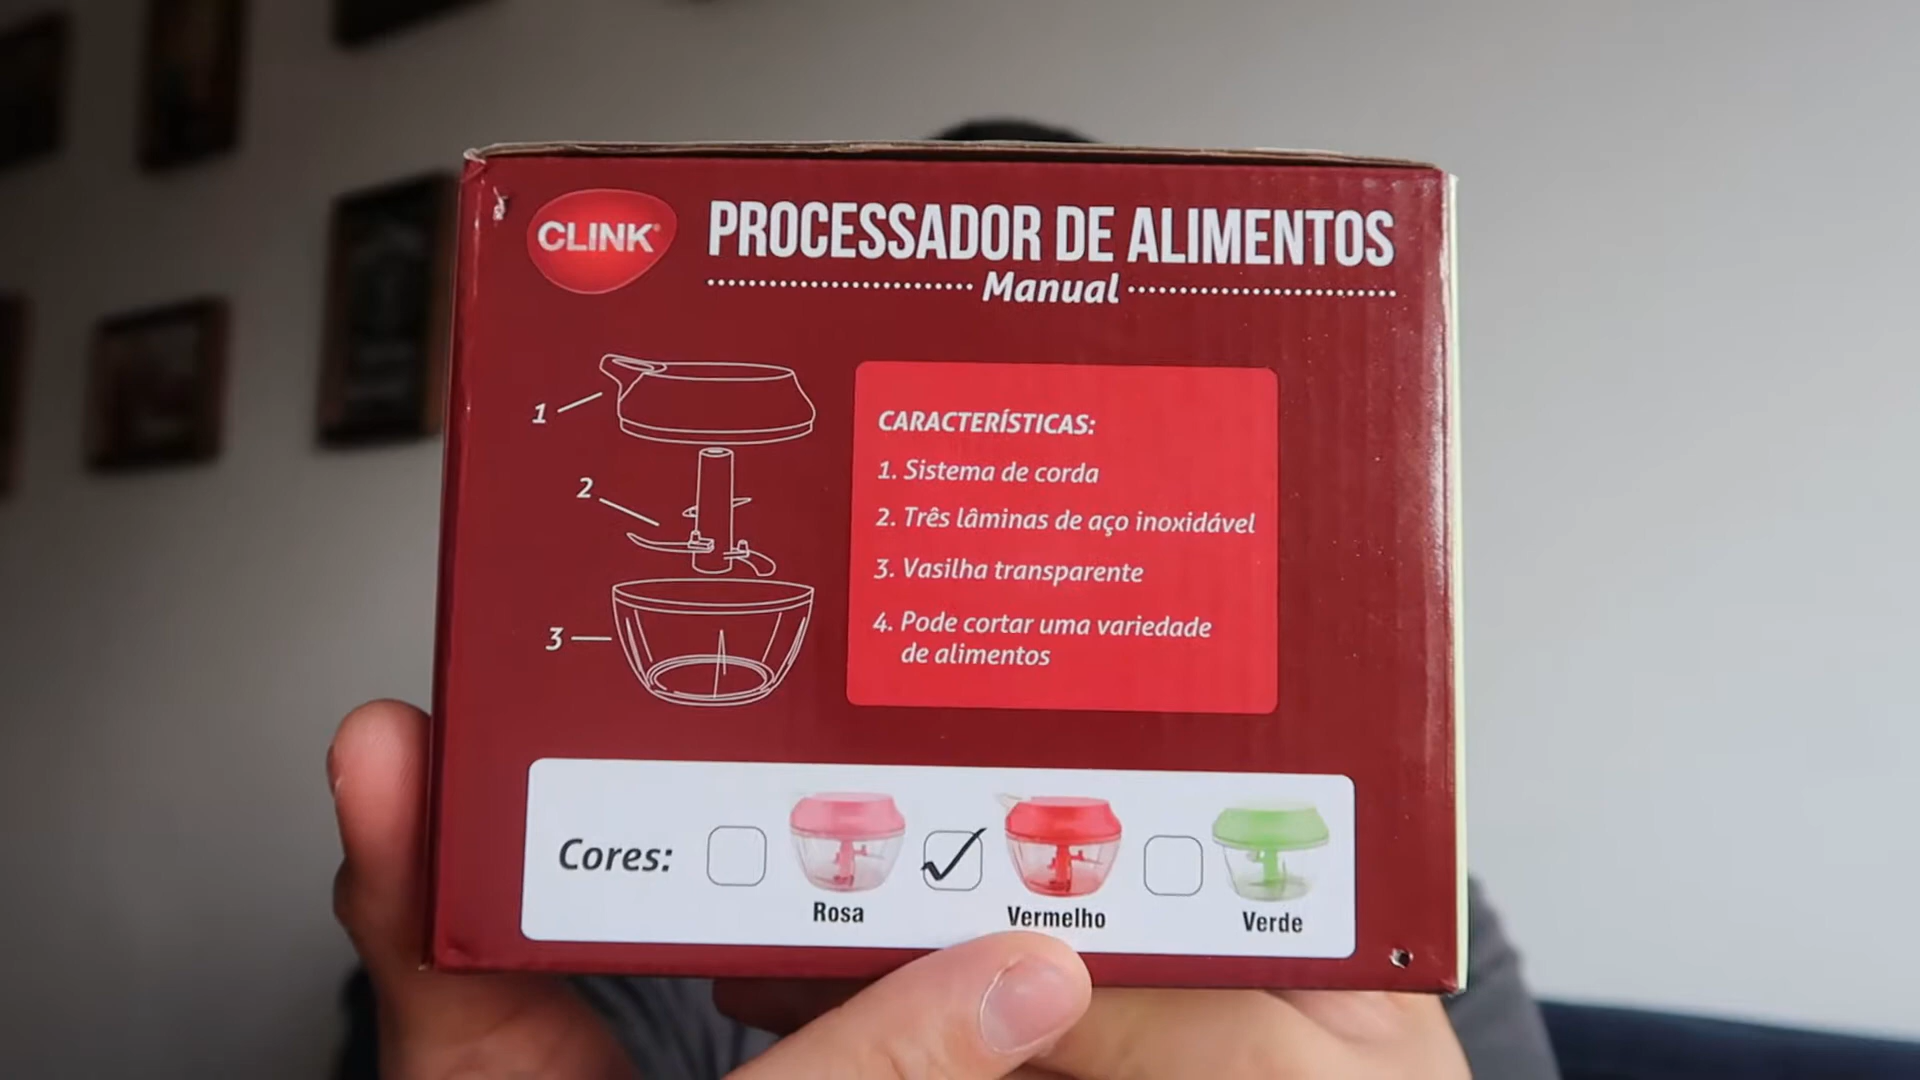 CLINK®
PROCESSADOR DE ALIMENTOS
Manual
1
2
3
CARACTERÍSTICAS:
1. Sistema de corda
2. Três lâminas de aço inoxidável
3. Vasilha transparente
4. Pode cortar uma variedade
de alimentos
Cores:
Rosa
Vermelho
Verde